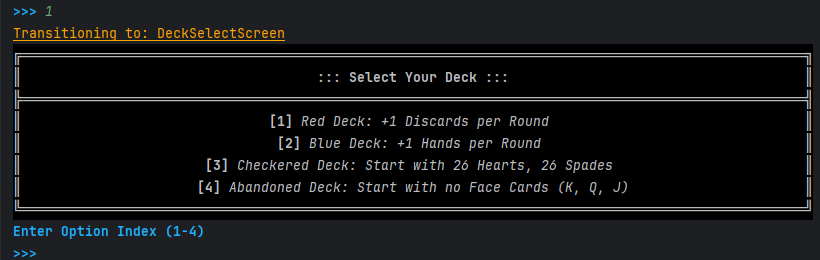 >>> 1
Transitioning to: DeckSelectScreen
::: Select Your Deck :::
[1] Red Deck: +1 Discards per Round
[2] Blue Deck: +1 Hands per Round
[3] Checkered Deck: Start with 26 Hearts, 26 Spades
[4] Abandoned Deck: Start with no Face Cards (K, Q, J)
Enter Option Index (1-4)
>>>